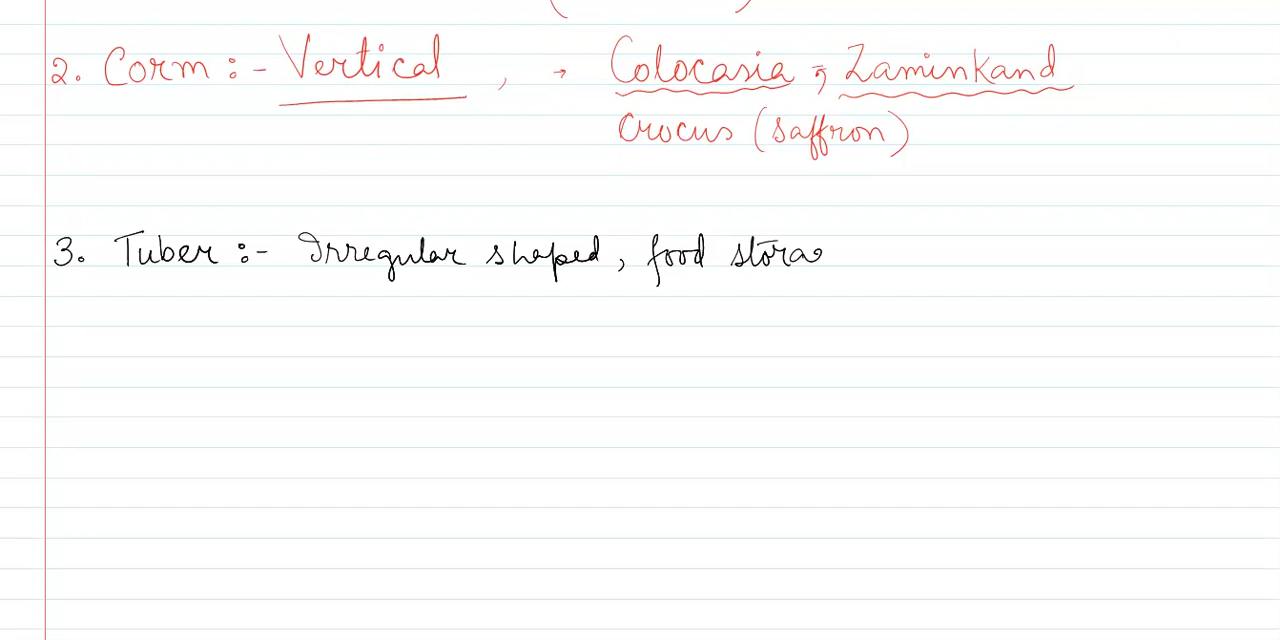 2. Corm :- Vertical , → Colocasia , Zaminkand
Crocus (saffron)
3. Tuber :- Irregular shaped, food stora